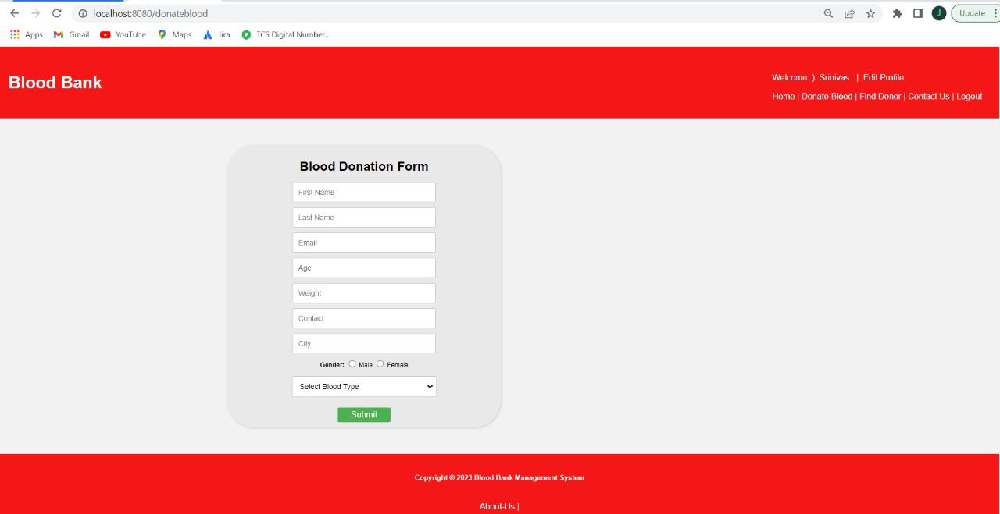 localhost:8080/donateblood
Update
Apps Gmail YouTube Maps Jira TCS Digital Number...
Blood Bank
Welcome :) Srinivas | Edit Profile
Home | Donate Blood | Find Donor | Contact Us | Logout
Blood Donation Form
First Name
Last Name
Email
Age
Weight
Contact
City
Gender: Male Female
Select Blood Type
Submit
Copyright © 2023 Blood Bank Management System
About-Us |